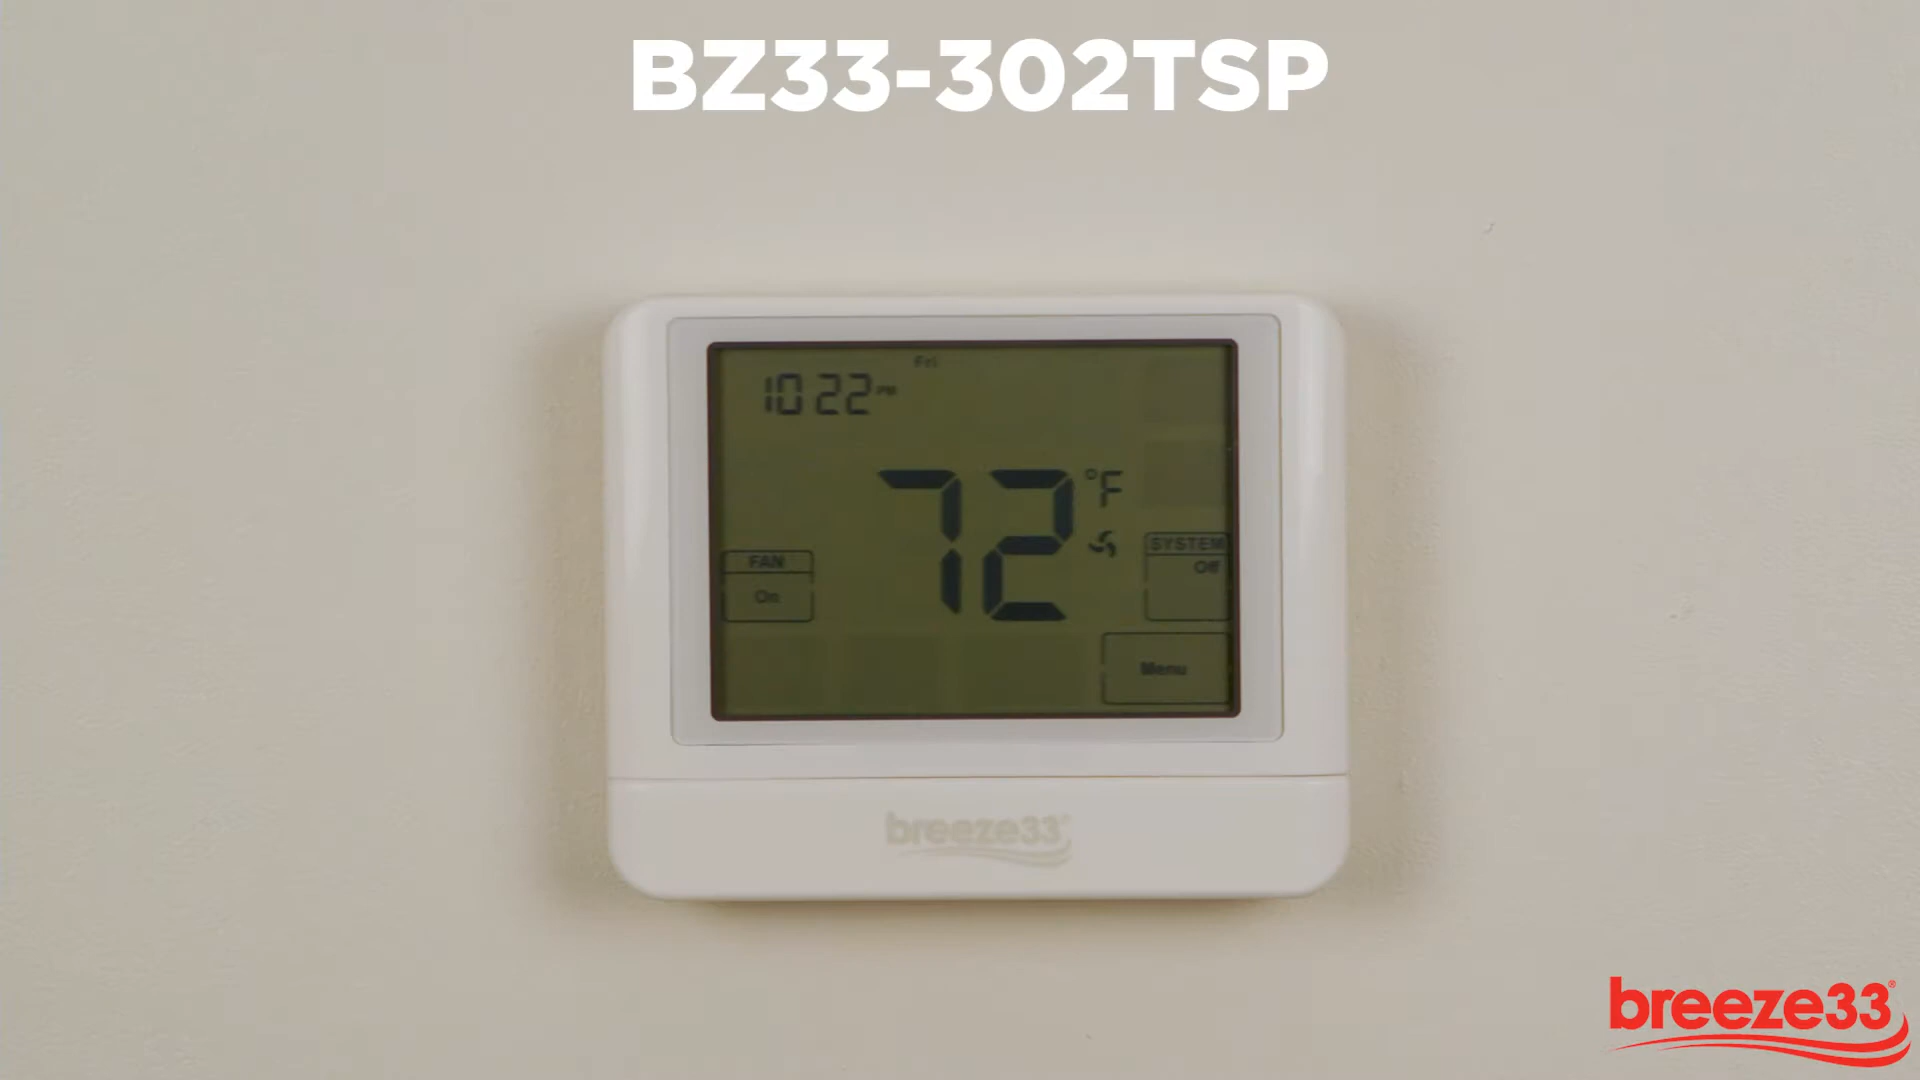 BZ33-302TSP
Fri
10 22 PM
72 °F
FAN
On
SYSTEM
Off
Menu
breeze33®
breeze33®